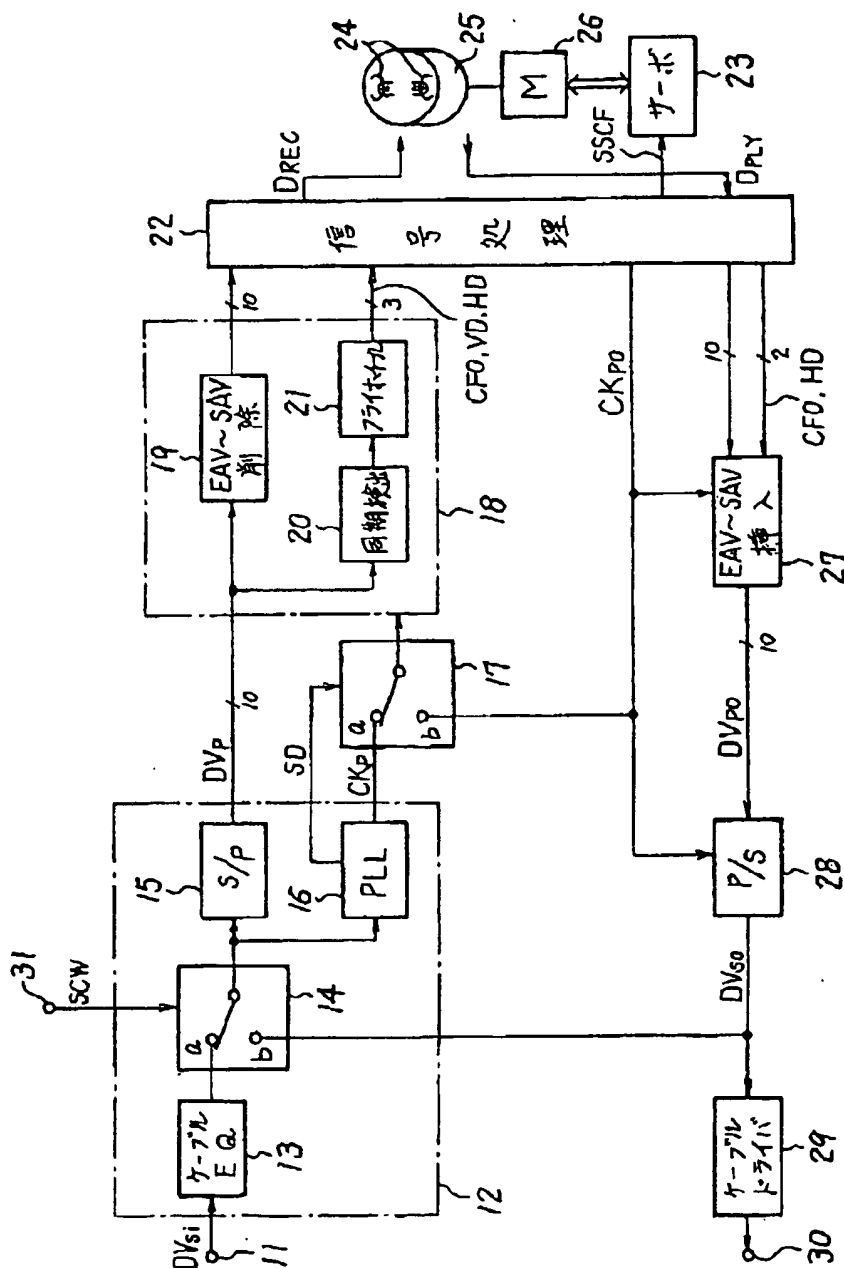 DVsi
11
ケーブル
EQ
13
12
a
b
14
SCW
31
S/P
15
PLL
16
DVP
10
SD
CKP
a
b
17
EAV~SAV
削除
19
同期検出
20
フライホイル
21
18
10
3
CFO,VD,HD
信号処理
22
DREC
24
25
M
26
サーボ
23
SSCF
DPLY
CKPO
10
2
CFO,HD
EAV~SAV
挿入
27
10
DVPO
P/S
28
DVSO
ケーブル
ドライバ
29
30